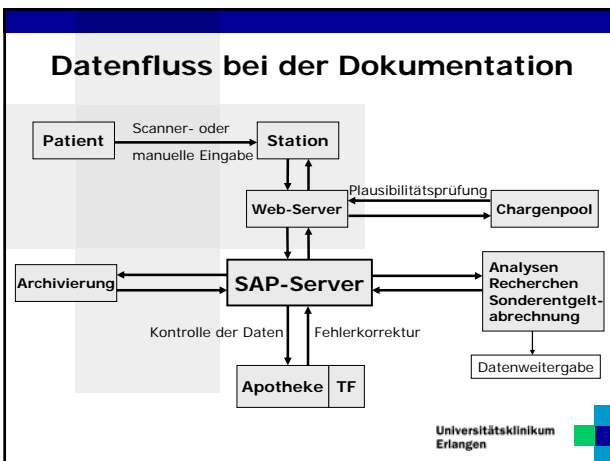 Datenfluss bei der Dokumentation
Patient
Scanner- oder
manuelle Eingabe
Station
Web-Server
Plausibilitätsprüfung
Chargenpool
Archivierung
SAP-Server
Analysen
Recherchen
Sonderentgelt-
abrechnung
Kontrolle der Daten
Fehlerkorrektur
Datenweitergabe
Apotheke TF
Universitätsklinikum
Erlangen